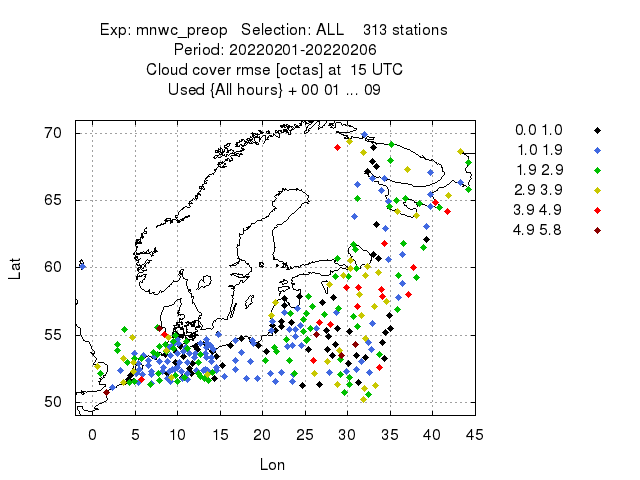 Exp: mnwc_preop Selection: ALL 313 stations
Period: 20220201-20220206
Cloud cover rmse [octas] at 15 UTC
Used {All hours} + 00 01 ... 09
70
65
60
55
50
0 5 10 15 20 25 30 35 40 45
Lat
Lon
0.0 1.0
1.0 1.9
1.9 2.9
2.9 3.9
3.9 4.9
4.9 5.8